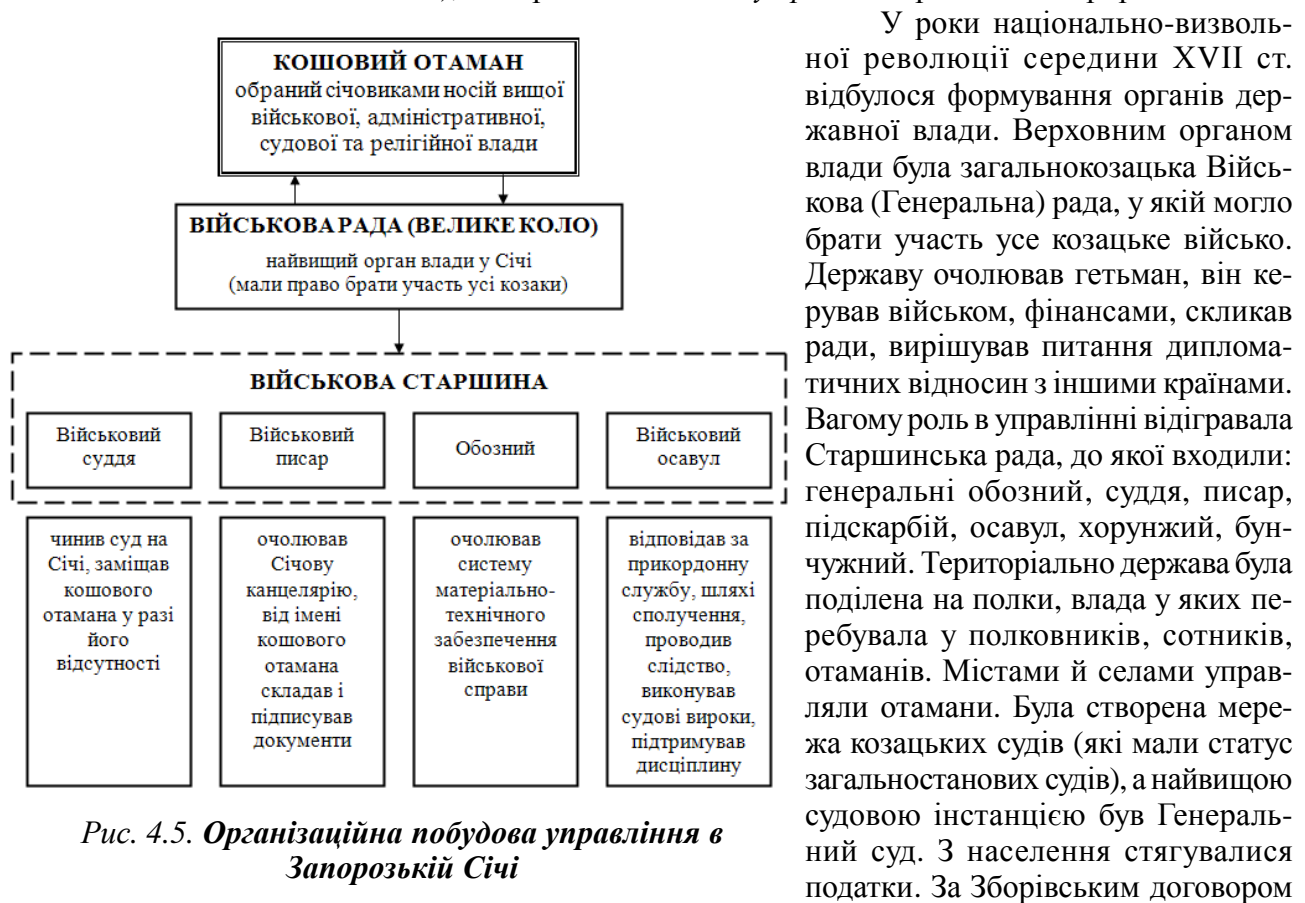 КОШОВИЙ ОТАМАН
обраний січовиками носій вищої
військової, адміністративної,
судової та релігійної влади
ВІЙСЬКОВА РАДА (ВЕЛИКЕ КОЛО)
найвищий орган влади у Січі
(мали право брати участь усі козаки)
ВІЙСЬКОВА СТАРШИНА
Військовий
суддя
Військовий
писар
Обозний
Військовий
осавул
чинив суд на
Січі, заміщав
кошового
отамана у разі
його
відсутності
очолював
Січову
канцелярію,
від імені
кошового
отамана
складав і
підписував
документи
очолював
систему
матеріально-
технічного
забезпечення
військової
справи
відповідав за
прикордонну
службу, шляхі
сполучення,
проводив
слідство,
виконував
судові вироки,
підтримував
дисціплину
Рис. 4.5. Організаційна побудова управління в
Запорозькій Січі
У роки національно-визволь-
ної революції середини XVII ст.
відбулося формування органів дер-
жавної влади. Верховним органом
влади була загальнокозацька Війсь-
кова (Генеральна) рада, у якій могло
брати участь усе козацьке військо.
Державу очолював гетьман, він ке-
рував військом, фінансами, скликав
ради, вирішував питання диплома-
тичних відносин з іншими країнами.
Вагому роль в управлінні відігравала
Старшинська рада, до якої входили:
генеральні обозний, суддя, писар,
підскарбій, осавул, хорунжий, бун-
чужний. Територіально держава була
поділена на полки, влада у яких пе-
ребувала у полковників, сотників,
отаманів. Містами й селами управ-
ляли отамани. Була створена мере-
жа козацьких судів (які мали статус
загальностанових судів), а найвищою
судовою інстанцією був Генераль-
ний суд. З населення стягувалися
податки. За Зборівським договором